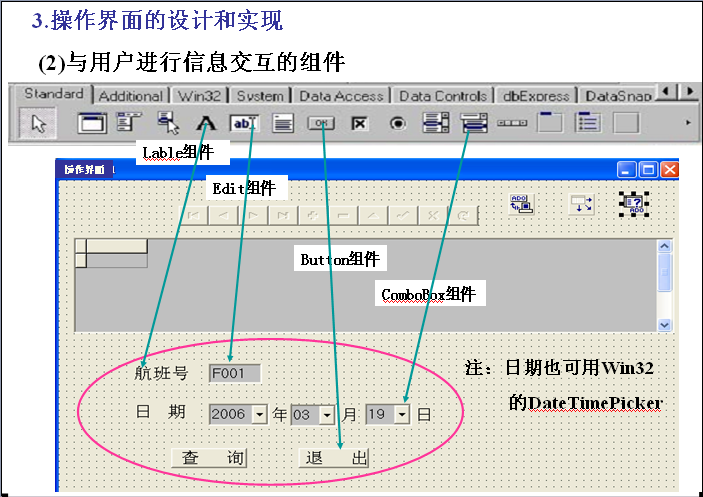 3.操作界面的设计和实现
(2)与用户进行信息交互的组件
Standard Additional Win32 System Data Access Data Controls dbExpress DataSnap
A ab OK
Lable组件
操作界面
Edit组件
Button组件
ComboBox组件
航班号 F001
注：日期也可用Win32
的DateTimePicker
日 期 2006 年 03 月 19 日
查 询 退 出